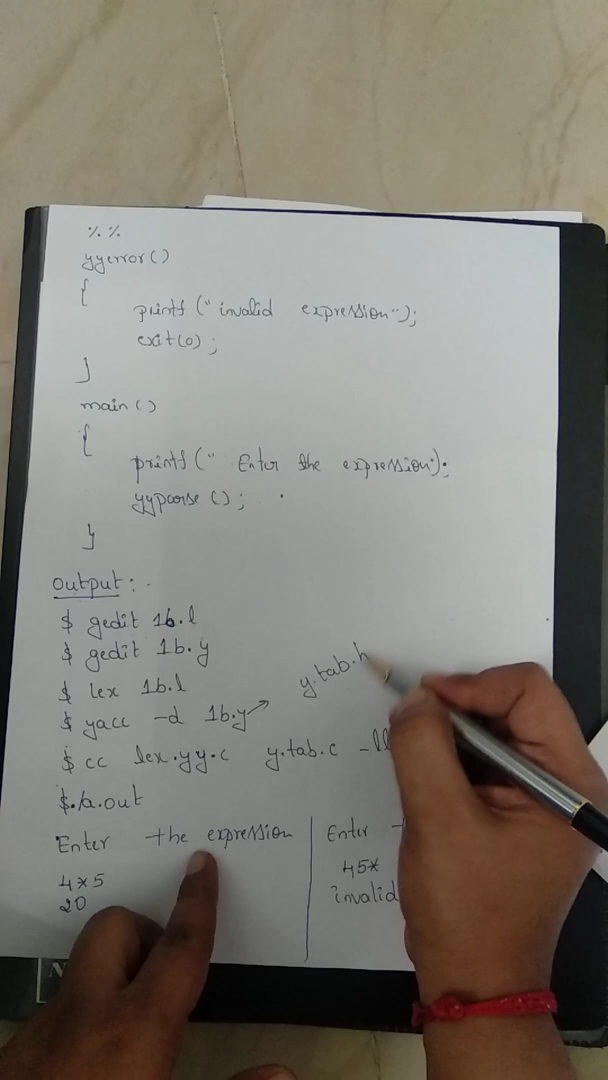 %%
yyerror()
{
printf("invalid expression");
exit(0);
}
main()
{
printf(" Enter the expression);
yyparse();
}
output:
$ gedit 1b.l
$ gedit 1b.y
$ lex 1b.l
$ yacc -d 1b.y → y.tab.h
$ cc lex.yy.c y.tab.c -ll
$./a.out
Enter the expression
4*5
20
Enter
45*
invalid